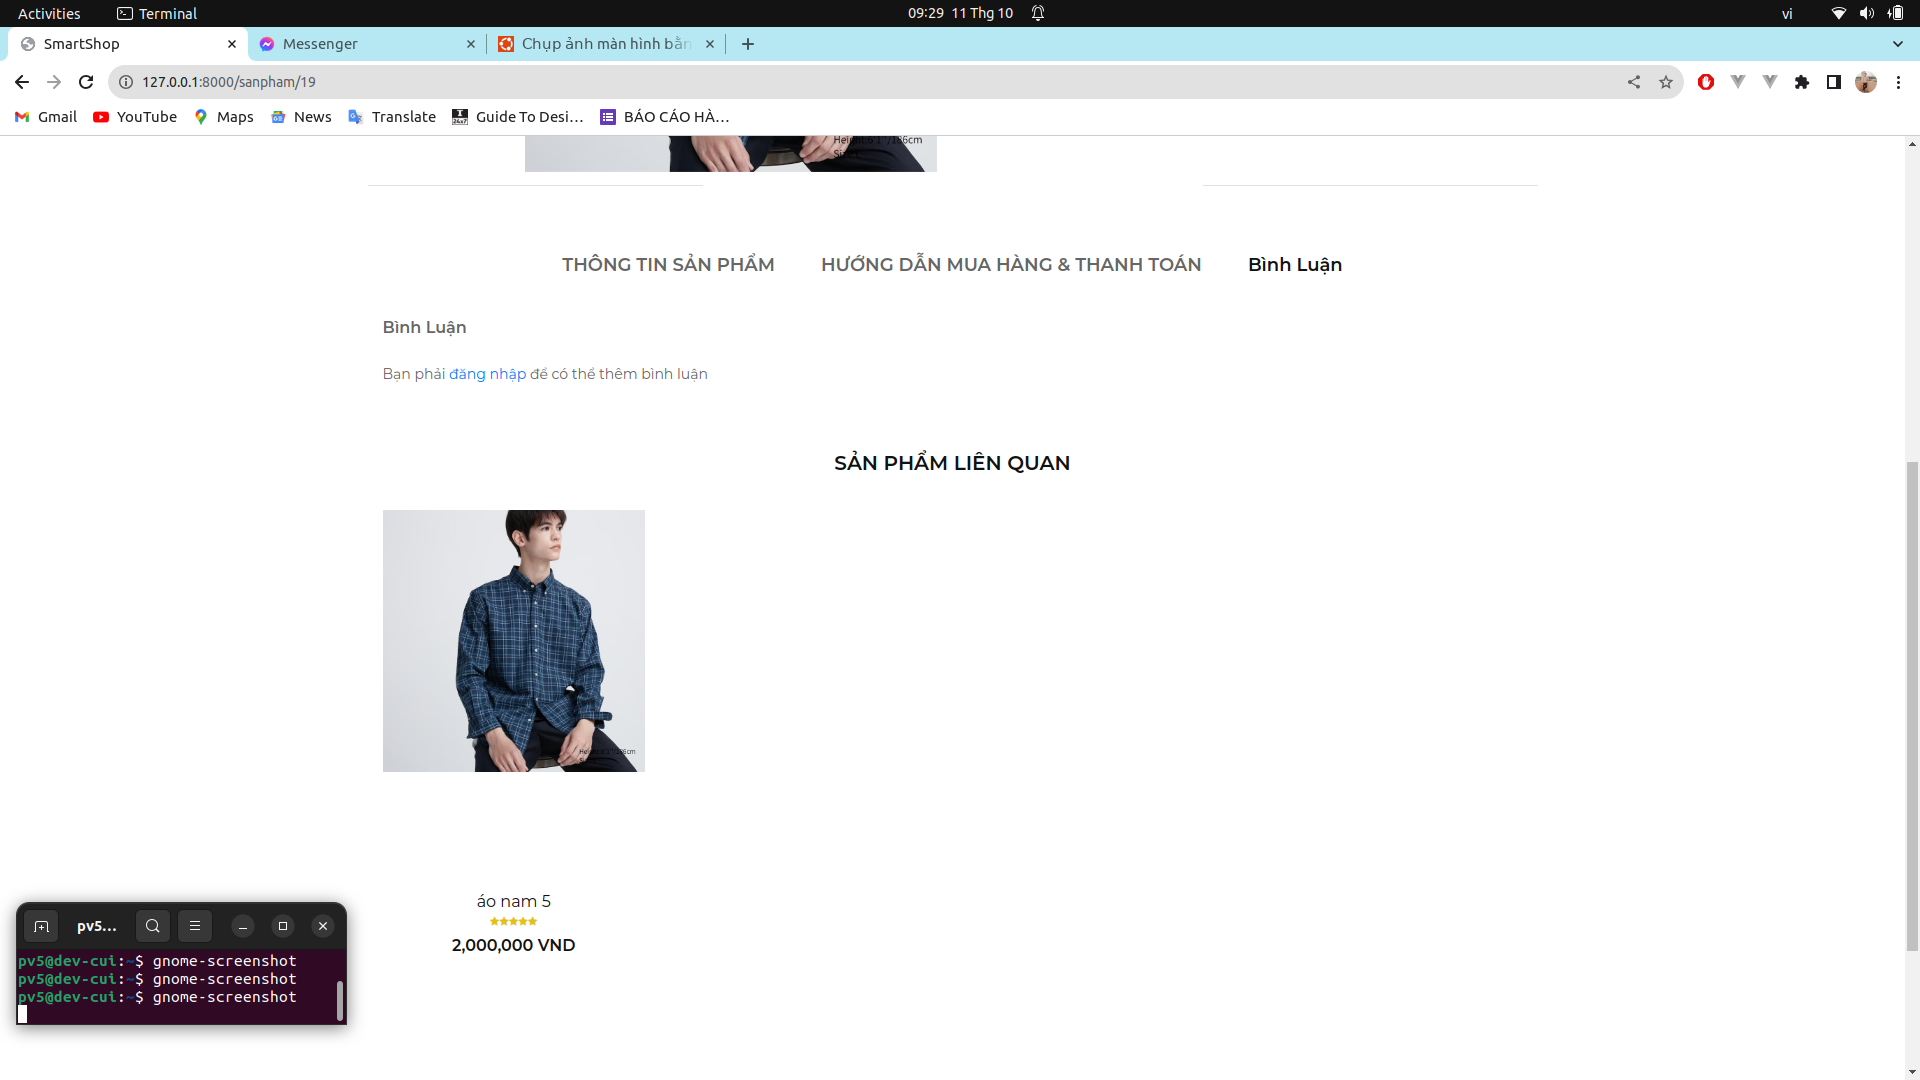 Activities
Terminal
09:29 11 Thg 10
vi
SmartShop
Messenger
Chụp ảnh màn hình bằn
127.0.0.1:8000/sanpham/19
Gmail
YouTube
Maps
News
Translate
Guide To Desi...
BÁO CÁO HÀ...
THÔNG TIN SẢN PHẨM
HƯỚNG DẪN MUA HÀNG & THANH TOÁN
Bình Luận
Bình Luận
Bạn phải đăng nhập để có thể thêm bình luận
SẢN PHẨM LIÊN QUAN
áo nam 5
2,000,000 VND
pv5...
pv5@dev-cui:~$ gnome-screenshot
pv5@dev-cui:~$ gnome-screenshot
pv5@dev-cui:~$ gnome-screenshot